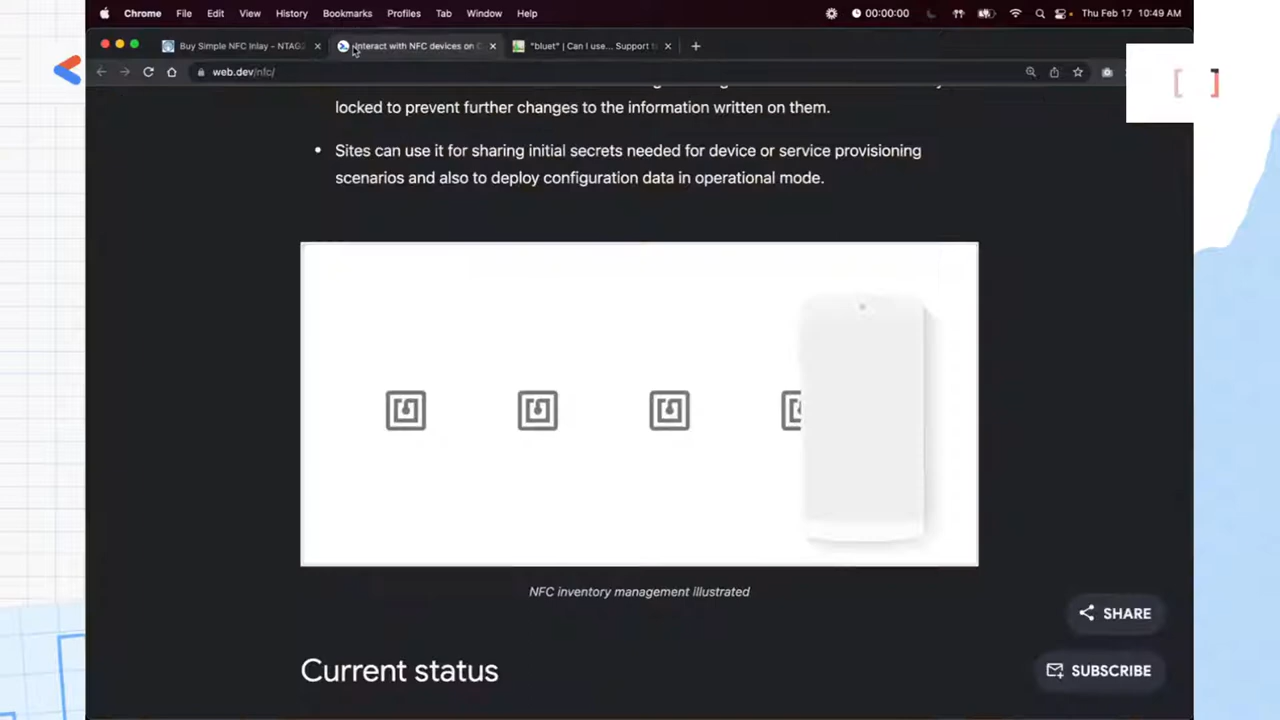 Chrome File Edit View History Bookmarks Profiles Tab Window Help 00:00:00 Thu Feb 17 10:49 AM
Buy Simple NFC Inlay - NTAG2
Interact with NFC devices on C
"bluet" | Can I use... Support t
web.dev/nfc/
locked to prevent further changes to the information written on them.
• Sites can use it for sharing initial secrets needed for device or service provisioning
scenarios and also to deploy configuration data in operational mode.
NFC inventory management illustrated
SHARE
Current status
SUBSCRIBE